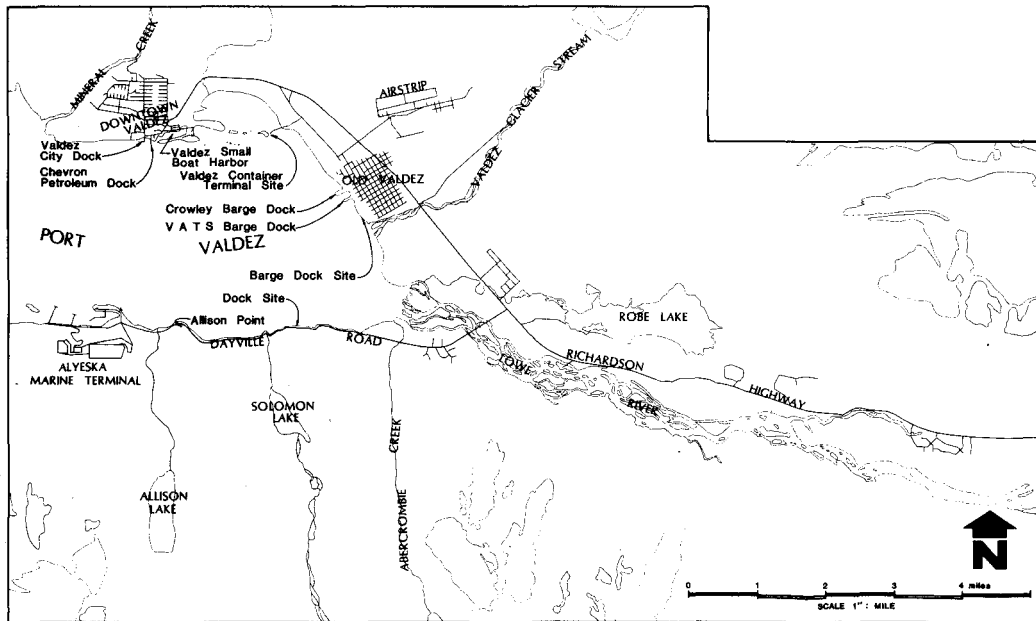 MINERAL CREEK
DOWNTOWN
VALDEZ
AIRSTRIP
VALDEZ GLACIER STREAM
Valdez
City Dock
Chevron
Petroleum Dock
Valdez Small
Boat Harbor
Valdez Container
Terminal Site
OLD VALDEZ
Crowley Barge Dock
V A T S Barge Dock
PORT VALDEZ
Barge Dock Site
Dock Site
Allison Point
DAYVILLE ROAD
ALYESKA
MARINE TERMINAL
ROBE LAKE
LOWE RIVER
RICHARDSON HIGHWAY
SOLOMON
LAKE
ALLISON
LAKE
ABERCROMBIE CREEK
N
0 1 2 3 4 miles
SCALE 1": MILE